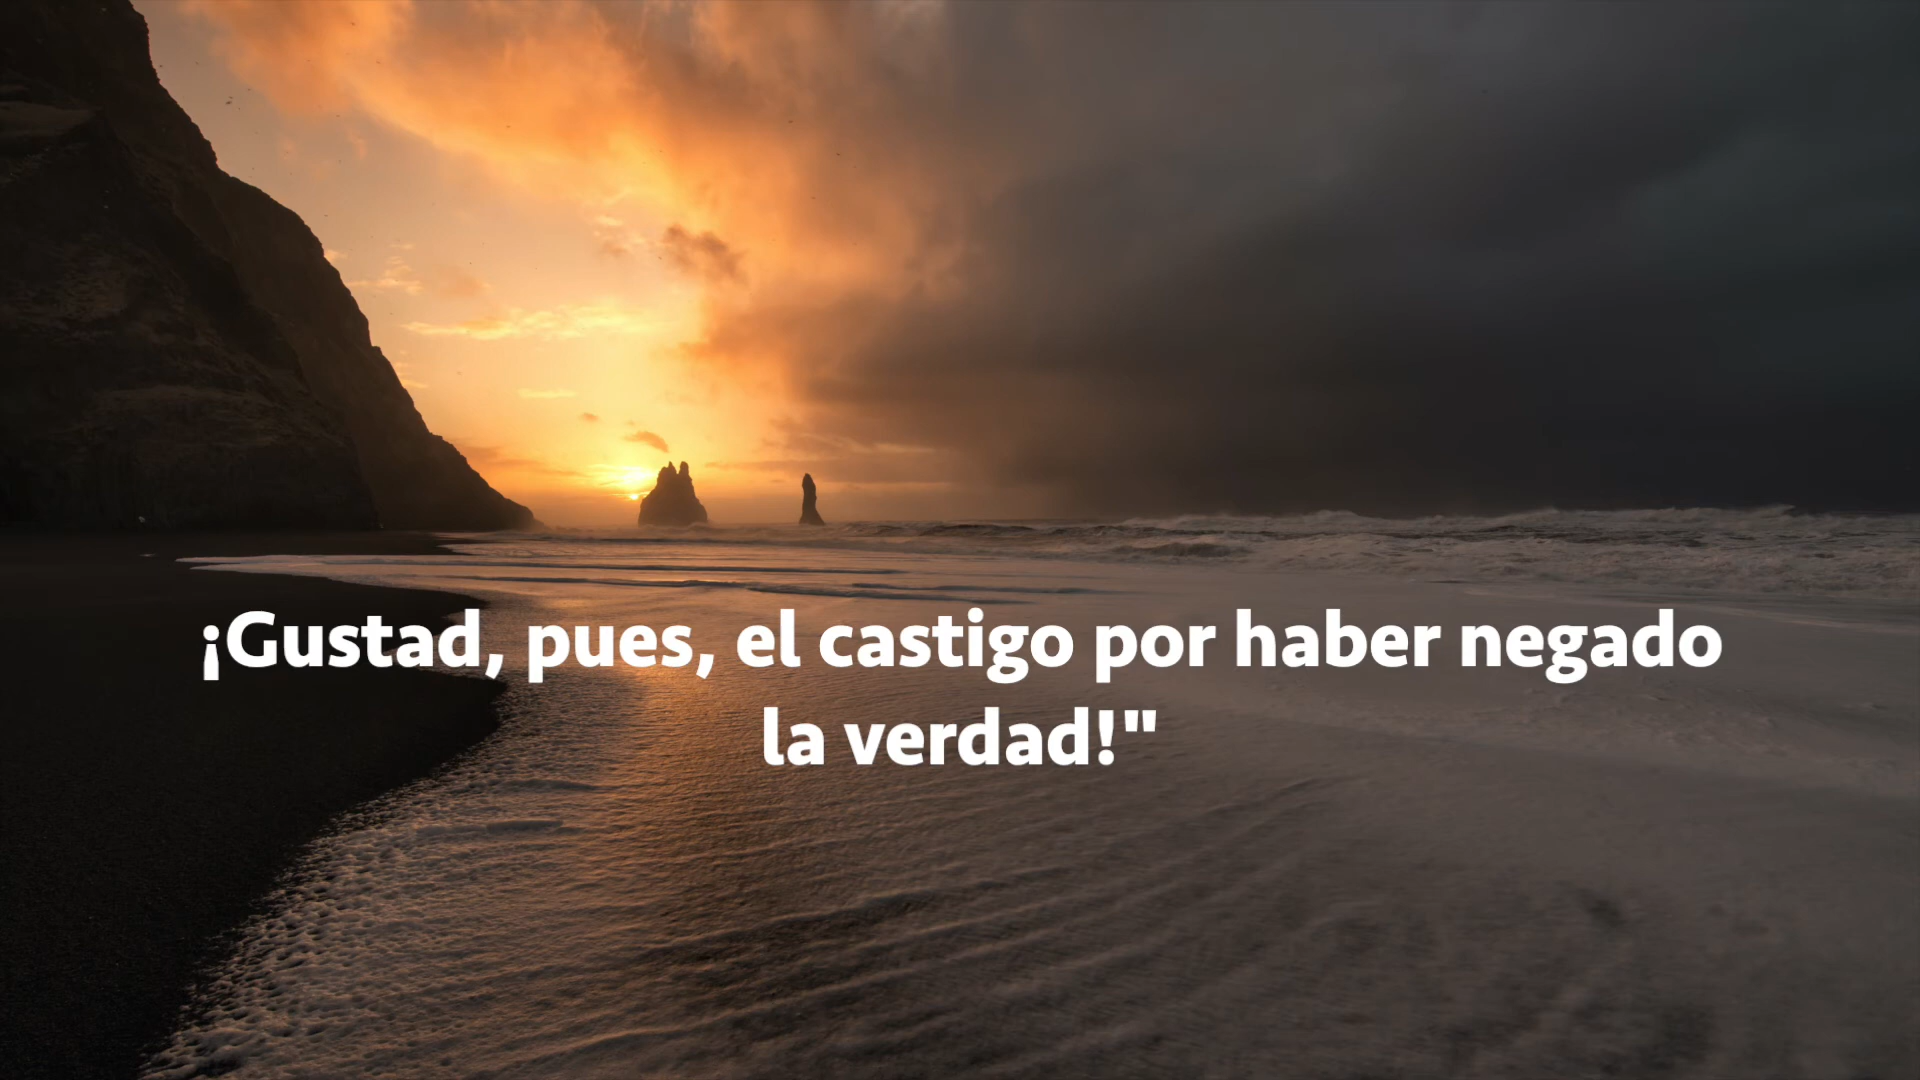 ¡Gustad, pues, el castigo por haber negado
la verdad!"